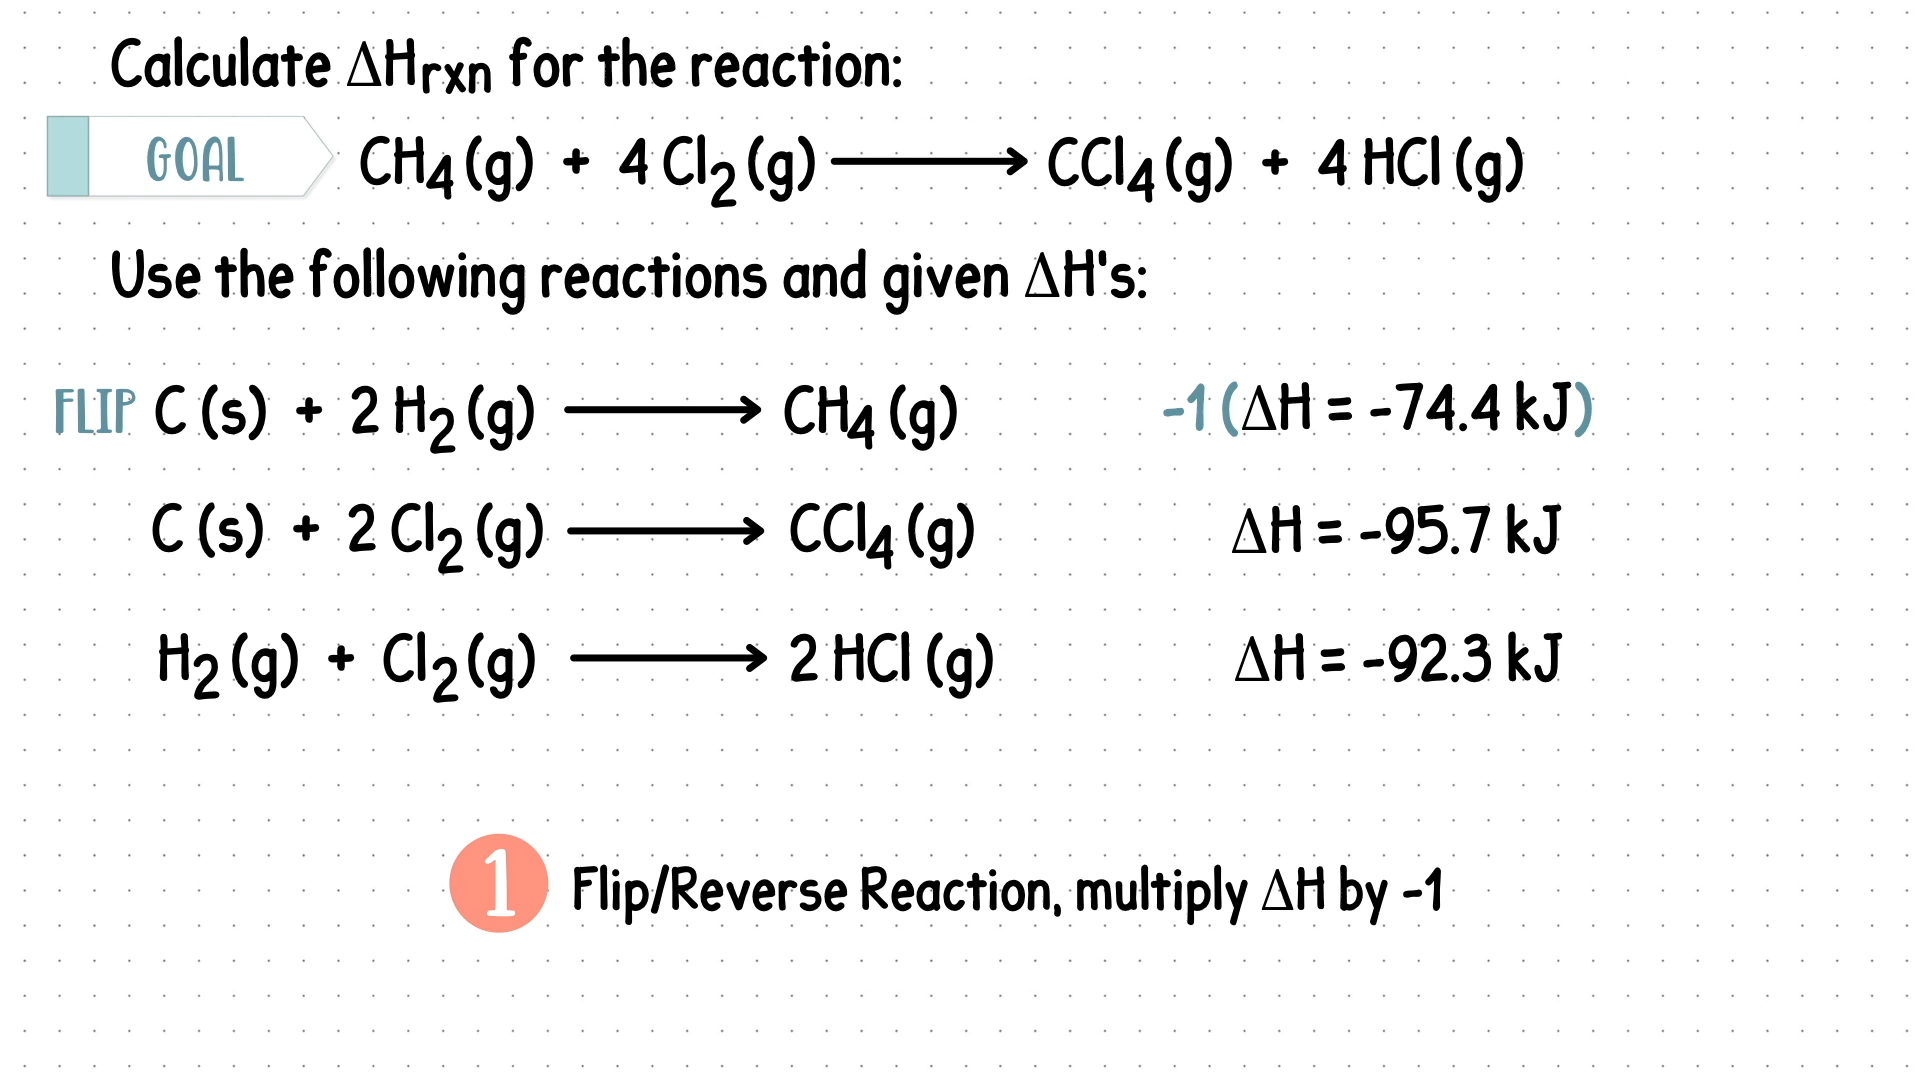 Calculate ΔHrxn for the reaction:
GOAL CH4 (g) + 4 Cl2 (g) ⟶ CCl4 (g) + 4 HCl (g)
Use the following reactions and given ΔH's:
FLIP C (s) + 2 H2 (g) ⟶ CH4 (g) -1 (ΔH = -74.4 kJ)
C (s) + 2 Cl2 (g) ⟶ CCl4 (g) ΔH = -95.7 kJ
H2 (g) + Cl2 (g) ⟶ 2 HCl (g) ΔH = -92.3 kJ
1 Flip/Reverse Reaction, multiply ΔH by -1